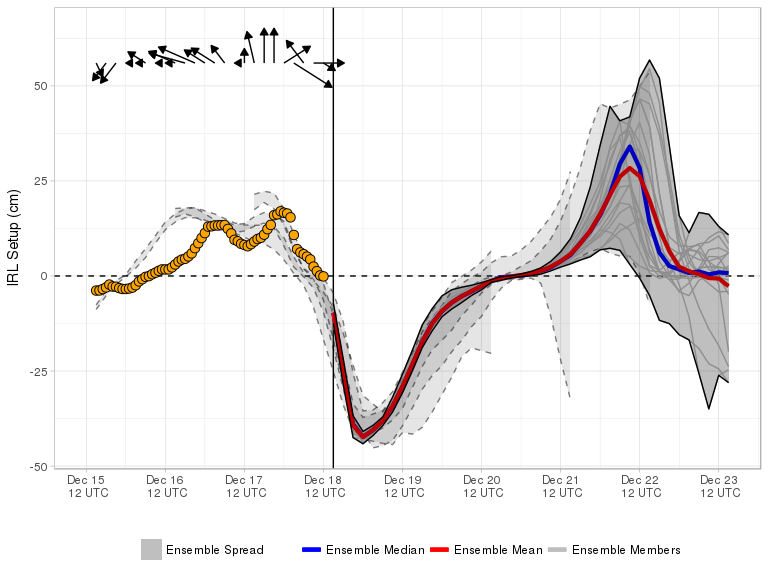 IRL Setup (cm)
50
25
0
-25
-50
Dec 15 Dec 16 Dec 17 Dec 18 Dec 19 Dec 20 Dec 21 Dec 22 Dec 23
12 UTC 12 UTC 12 UTC 12 UTC 12 UTC 12 UTC 12 UTC 12 UTC 12 UTC
Ensemble Spread Ensemble Median Ensemble Mean Ensemble Members